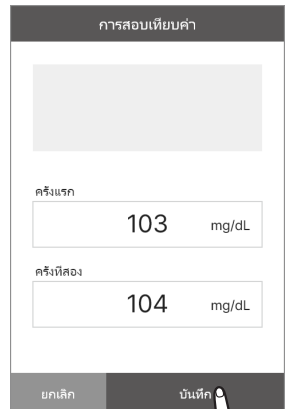 การสอบเทียบค่า
ครั้งแรก
103 mg/dL
ครั้งที่สอง
104 mg/dL
ยกเลิก บันทึก